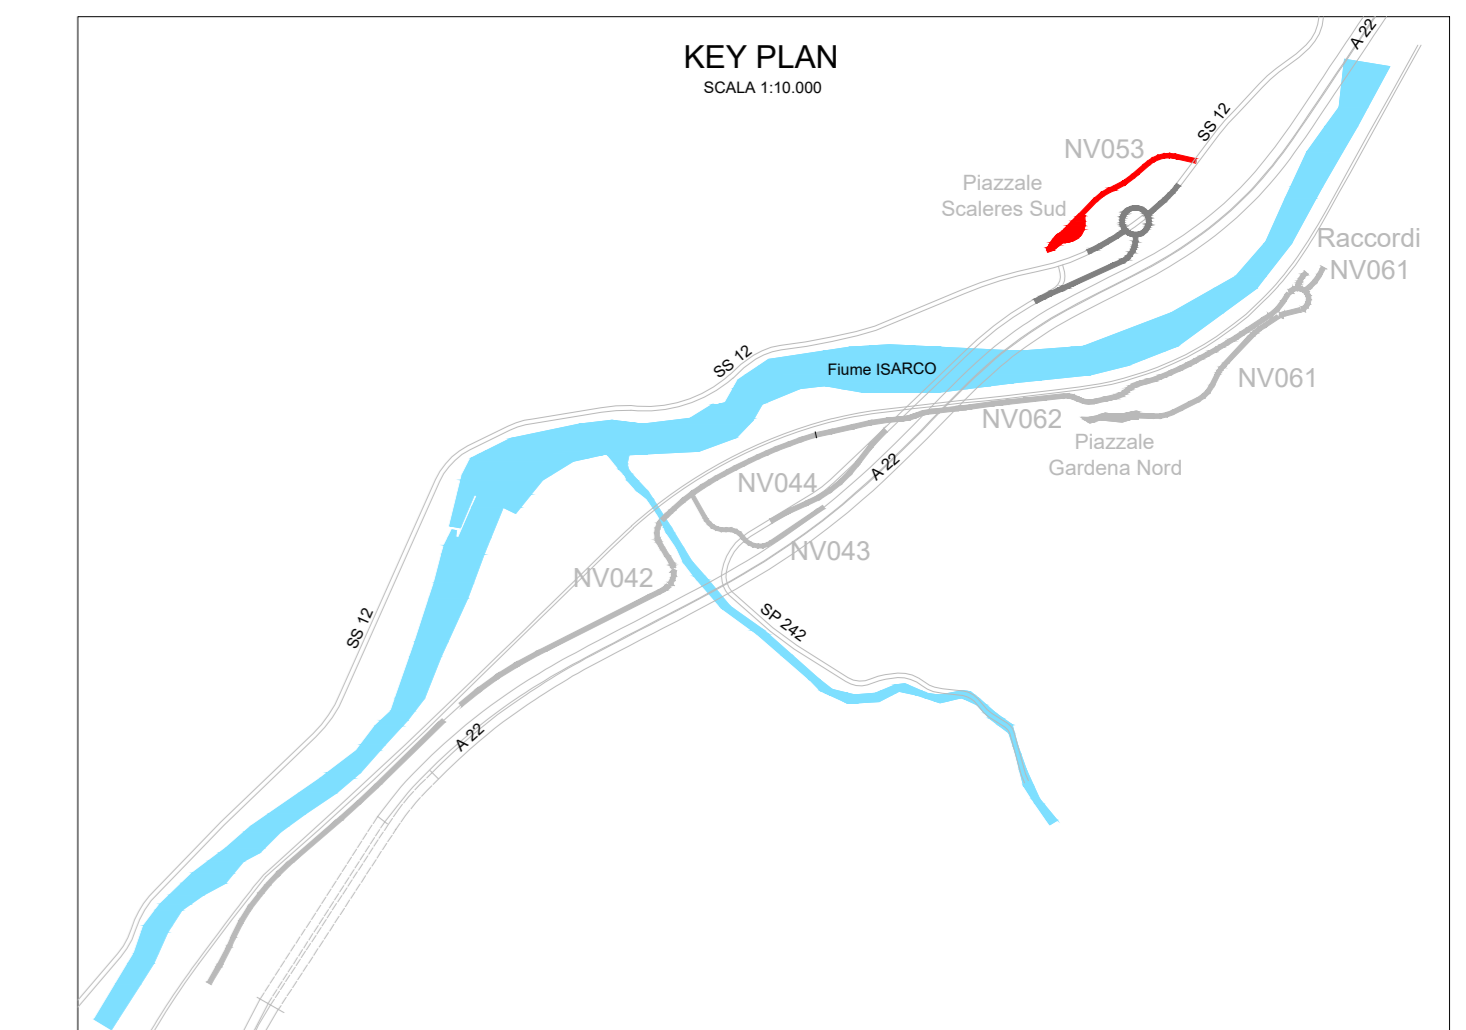 KEY PLAN
SCALA 1:10.000
A 22
SS 12
NV053
Piazzale
Scaleres Sud
Raccordi
NV061
SS 12
Fiume ISARCO
NV061
NV062
Piazzale
Gardena Nord
A 22
NV044
NV043
NV042
SP 242
SS 12
A 22